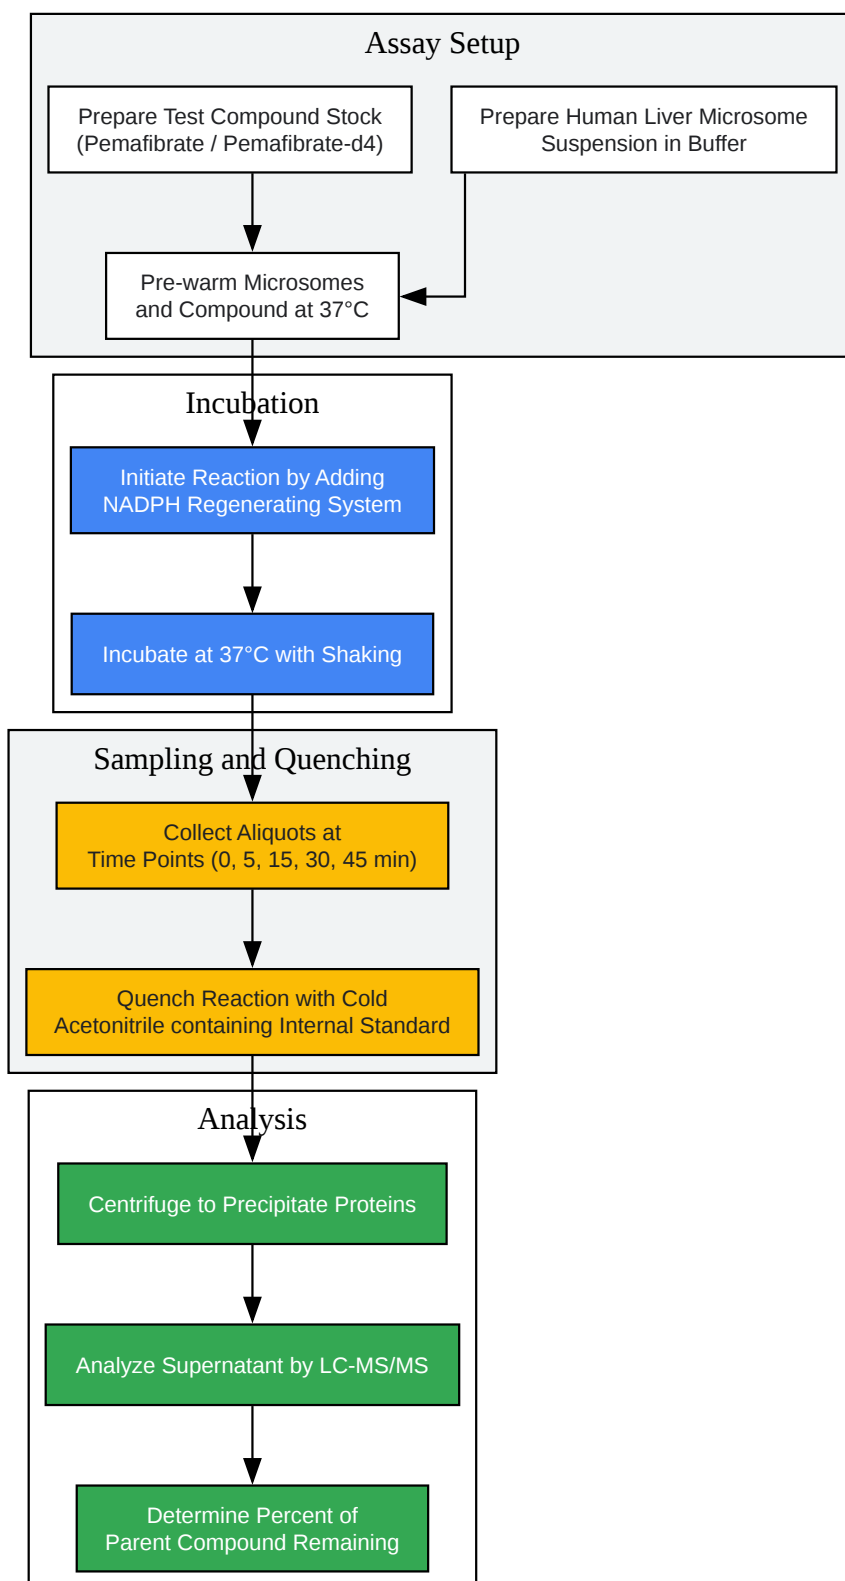 Assay Setup
Prepare Test Compound Stock
(Pemafibrate / Pemafibrate-d4)
Prepare Human Liver Microsome
Suspension in Buffer
Pre-warm Microsomes
and Compound at 37°C
Incubation
Initiate Reaction by Adding
NADPH Regenerating System
Incubate at 37°C with Shaking
Sampling and Quenching
Collect Aliquots at
Time Points (0, 5, 15, 30, 45 min)
Quench Reaction with Cold
Acetonitrile containing Internal Standard
Analysis
Centrifuge to Precipitate Proteins
Analyze Supernatant by LC-MS/MS
Determine Percent of
Parent Compound Remaining